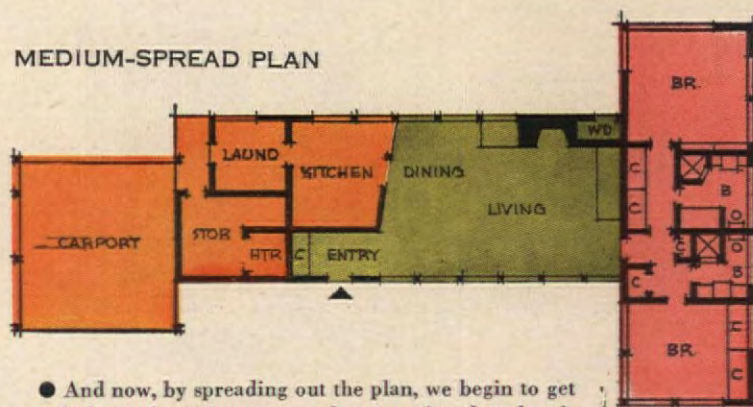 MEDIUM-SPREAD PLAN
BR.
WD
LAUND
KITCHEN
DINING
LIVING
C
C
B
O
CARPORT
STOR
HTR
C
ENTRY
C
O
B
C
BR.
C
C
● And now, by spreading out the plan, we begin to get